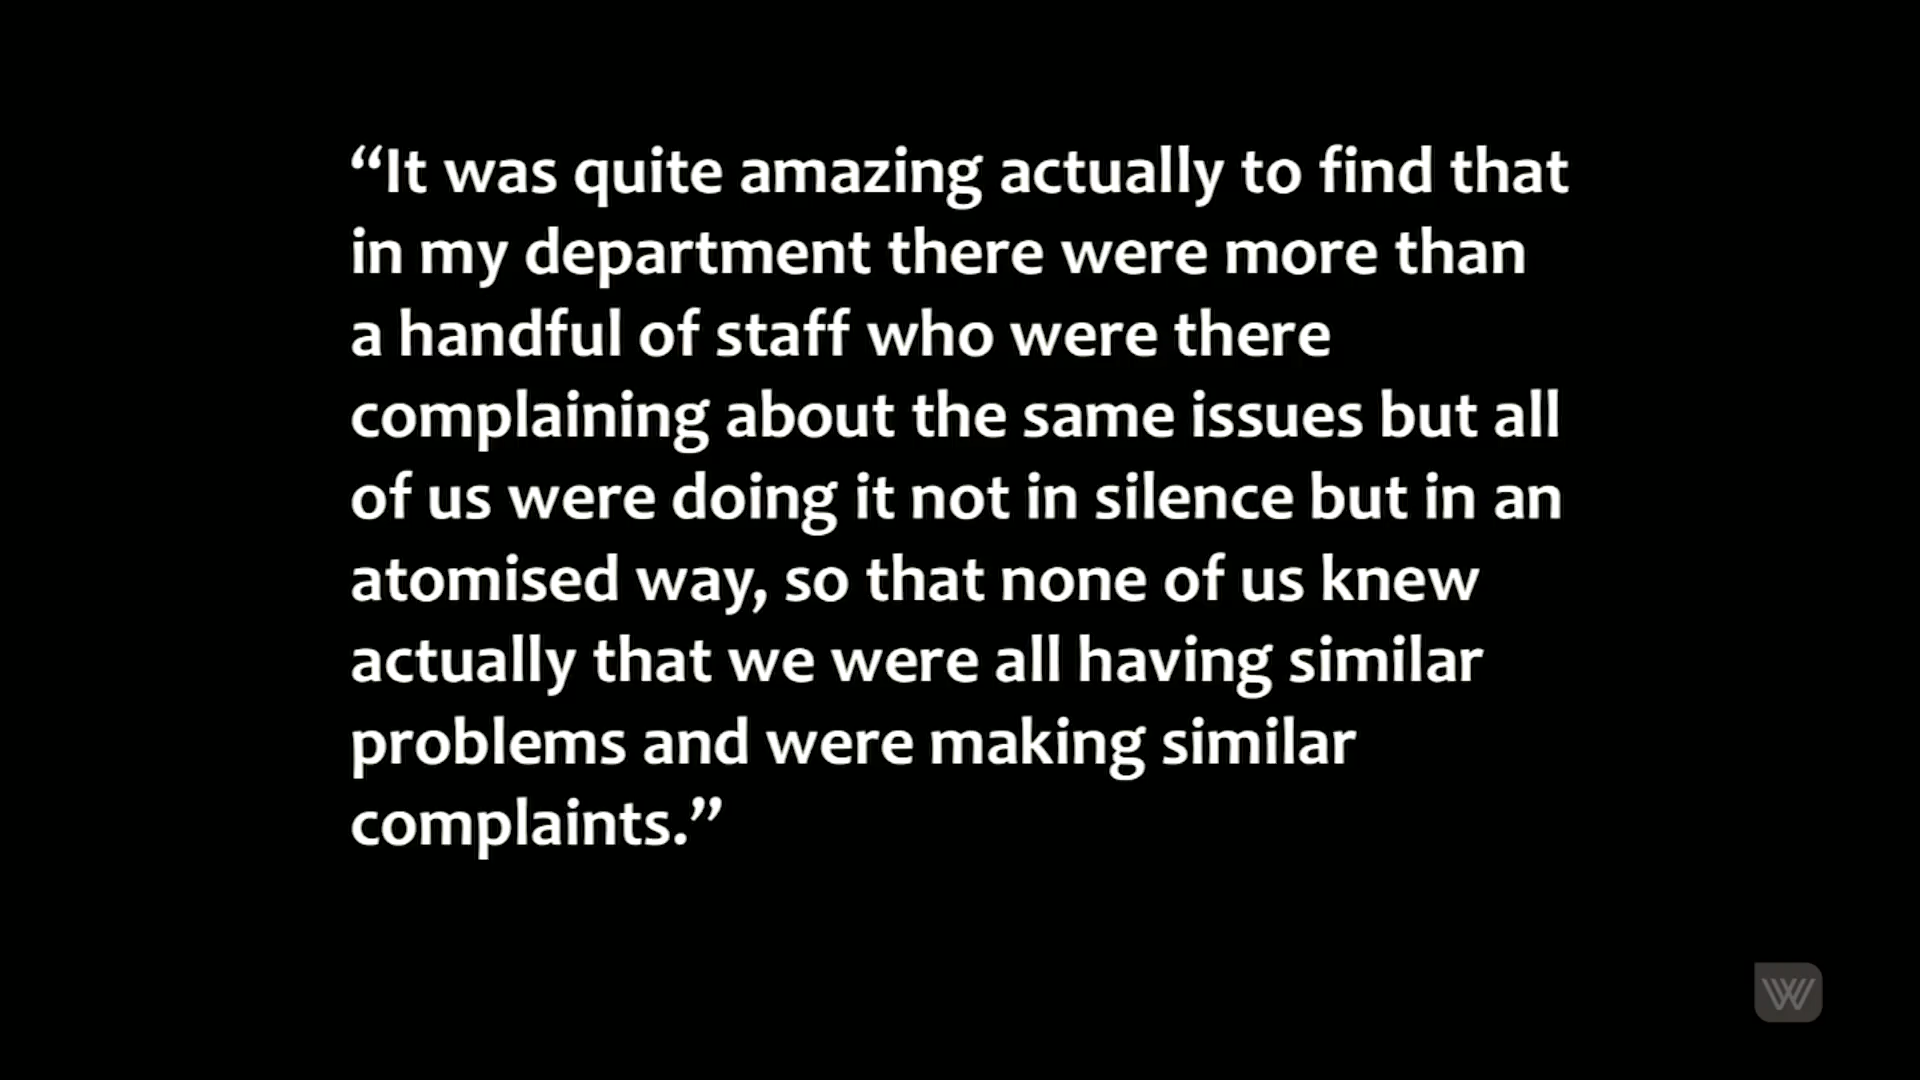 “It was quite amazing actually to find that
in my department there were more than
a handful of staff who were there
complaining about the same issues but all
of us were doing it not in silence but in an
atomised way, so that none of us knew
actually that we were all having similar
problems and were making similar
complaints.”
W